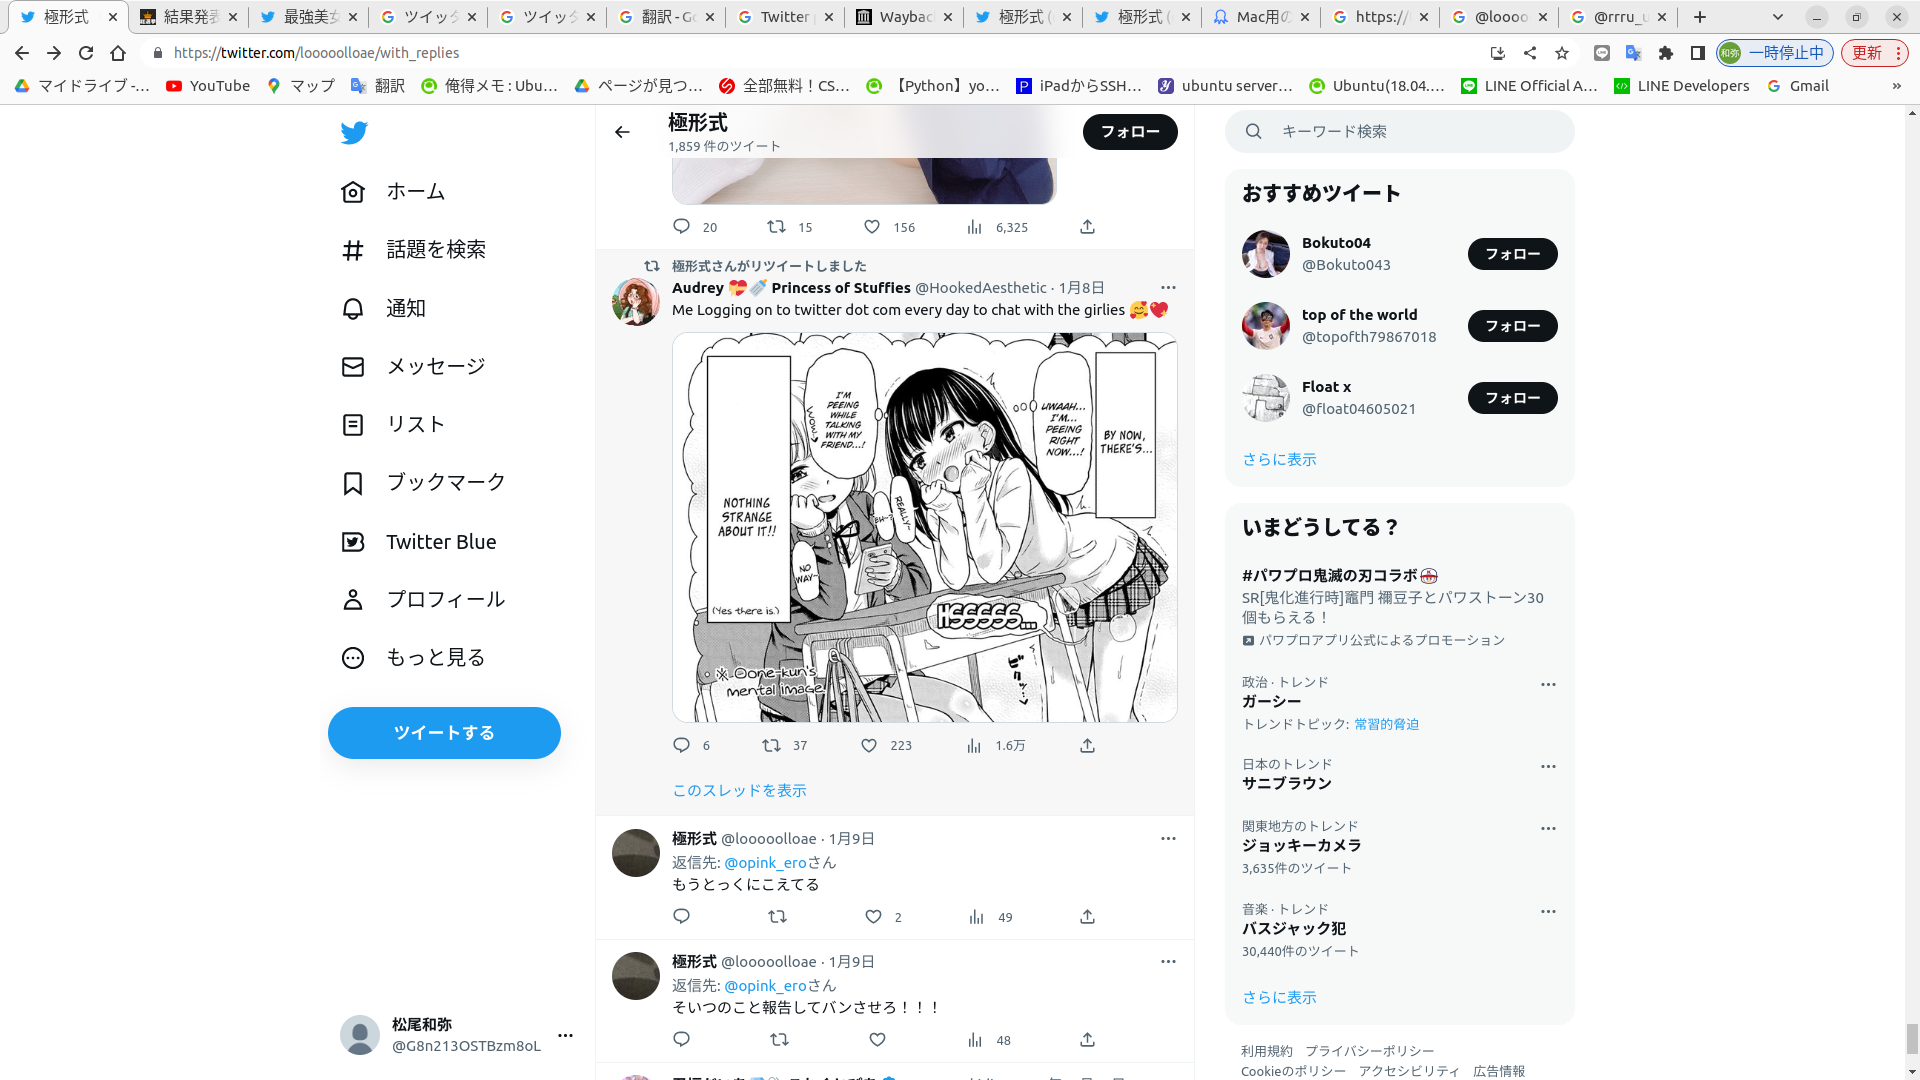 極形式
結果発表
最強美女
ツイッタ
ツイッタ
翻訳 - Go
Twitter
Wayback
極形式 (
極形式 (
Mac用の
https://
@loooo
@rrru_u
https://twitter.com/looooolloae/with_replies
和弥 一時停止中
更新
マイドライブ -…
YouTube
マップ
翻訳
俺得メモ : Ubu…
ページが見つ…
全部無料！CS…
【Python】yo…
iPadからSSH…
ubuntu server…
Ubuntu(18.04.…
LINE Official A…
LINE Developers
Gmail
»
ホーム
話題を検索
通知
メッセージ
リスト
ブックマーク
Twitter Blue
プロフィール
もっと見る
ツイートする
松尾和弥
@G8n213OSTBzm8oL
極形式
1,859 件のツイート
フォロー
20 15 156 6,325
極形式さんがリツイートしました
Audrey 💝🍼 Princess of Stuffies @HookedAesthetic · 1月8日
Me Logging on to twitter dot com every day to chat with the girlies 🥰💖
BY NOW,
THERE'S...
UWAAH...
I'M...
PEEING
RIGHT
NOW...!
I'M
PEEING
WHILE
TALKING
WITH MY
FRIEND...!
WOW~
REALLY~
EH~?
NO
WAY~
NOTHING
STRANGE
ABOUT IT!!
(Yes there is.)
HSSSSS...
ビクッ…
※ Oone-kun's
mental image
6 37 223 1.6万
このスレッドを表示
極形式 @looooolloae · 1月9日
返信先: @opink_eroさん
もうとっくにこえてる
2 49
極形式 @looooolloae · 1月9日
返信先: @opink_eroさん
そいつのこと報告してバンさせろ！！！
48
キーワード検索
おすすめツイート
Bokuto04
@Bokuto043
フォロー
top of the world
@topofth79867018
フォロー
Float x
@float04605021
フォロー
さらに表示
いまどうしてる？
#パワプロ鬼滅の刃コラボ
SR[鬼化進行時]竈門 禰豆子とパワストーン30
個もらえる！
パワプロアプリ公式によるプロモーション
政治 · トレンド
ガーシー
トレンドトピック: 常習的脅迫
日本のトレンド
サニブラウン
関東地方のトレンド
ジョッキーカメラ
3,635件のツイート
音楽 · トレンド
バスジャック犯
30,440件のツイート
さらに表示
利用規約 プライバシーポリシー
Cookieのポリシー アクセシビリティ 広告情報